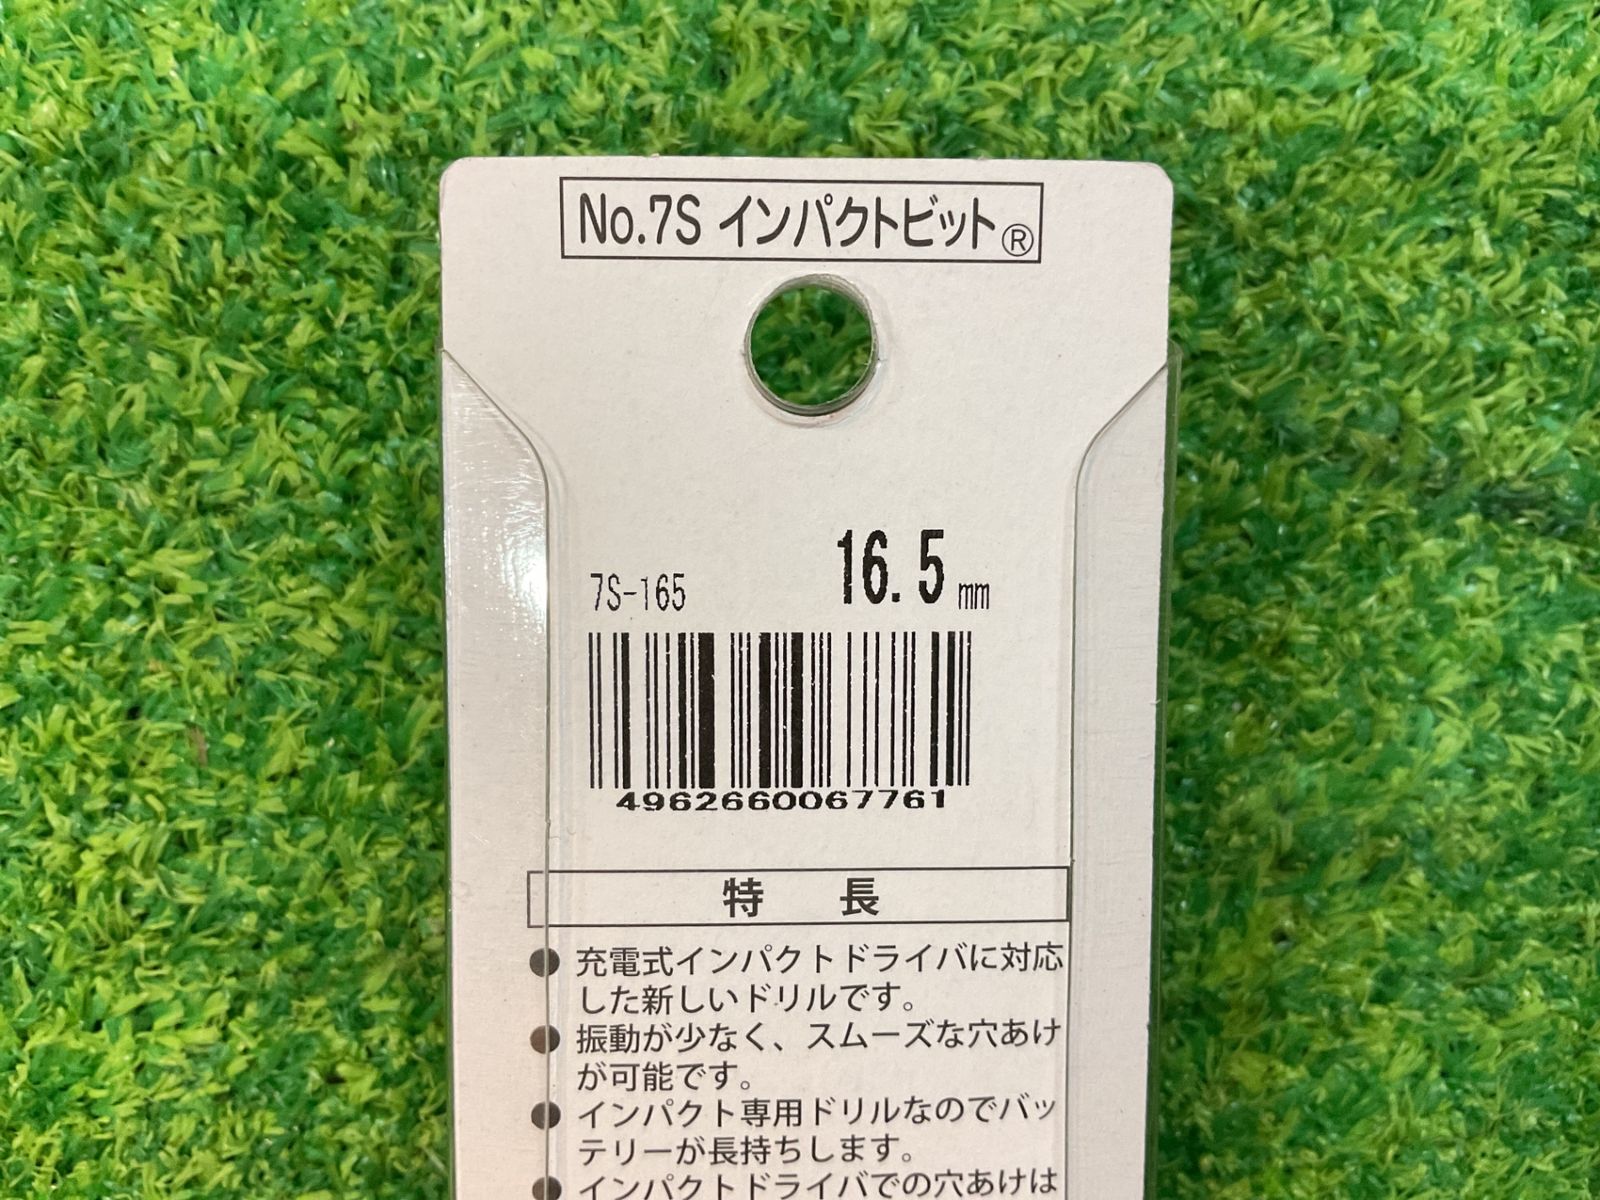 No.7S インパクトビット®
16.5 mm
7S-165
4962660067761
特 長
● 充電式インパクトドライバに対応
した新しいドリルです。
● 振動が少なく、スムーズな穴あけ
が可能です。
● インパクト専用ドリルなのでバッ
テリーが長持ちします。
● インパクトドライバでの穴あけは